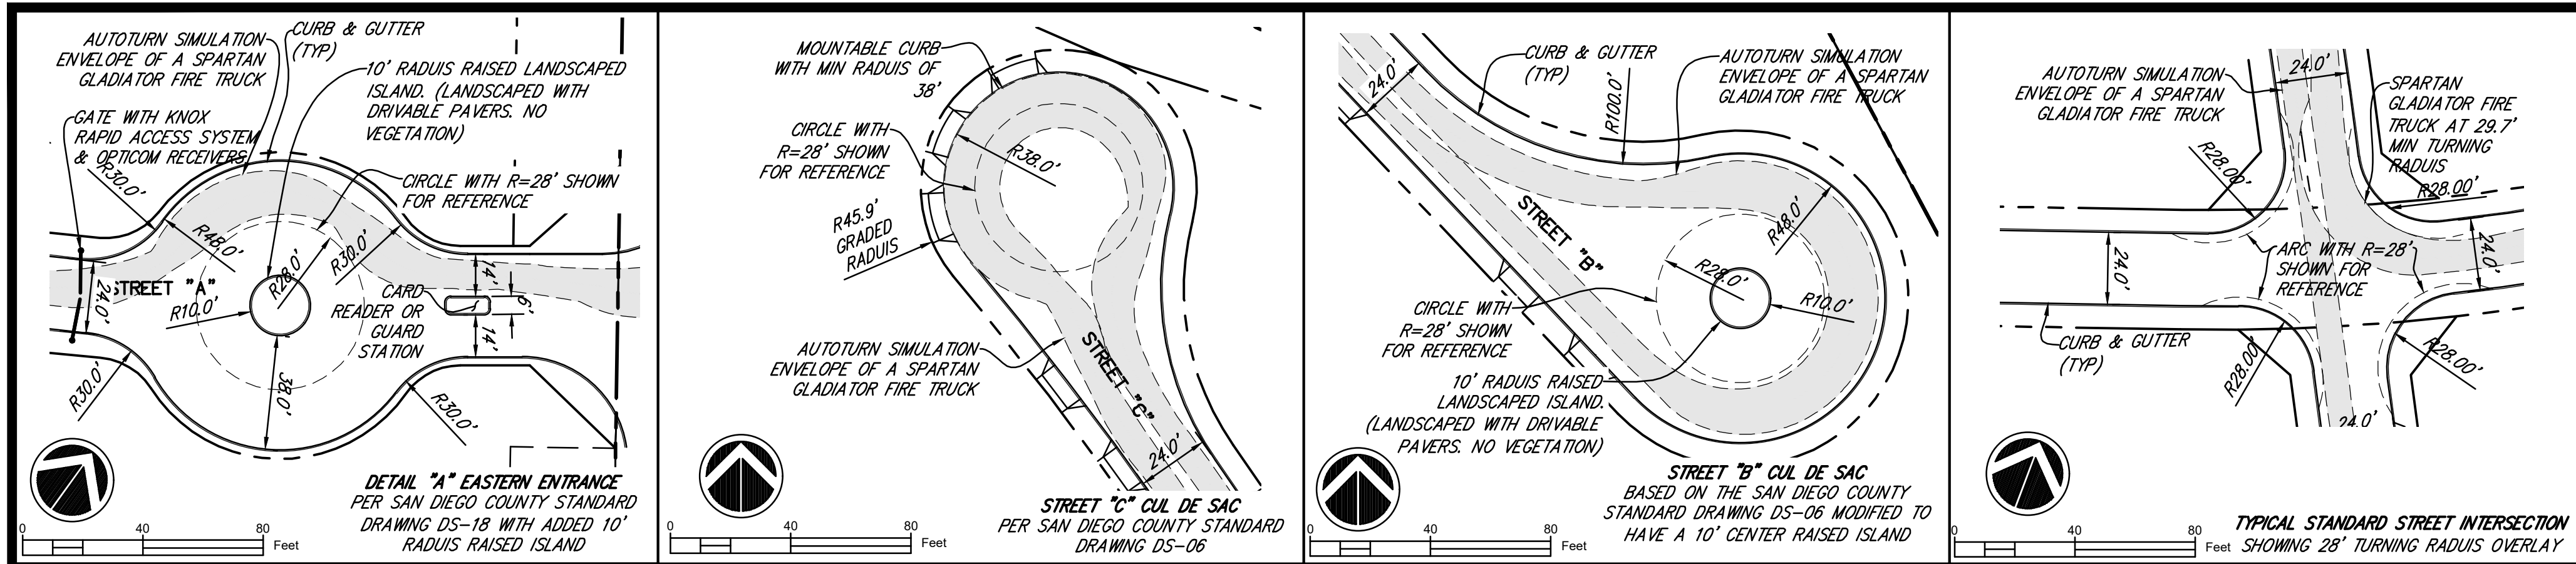 AUTOTURN SIMULATION
ENVELOPE OF A SPARTAN
GLADIATOR FIRE TRUCK
CURB & GUTTER
(TYP)
10' RADUIS RAISED LANDSCAPED
ISLAND. (LANDSCAPED WITH
DRIVABLE PAVERS. NO
VEGETATION)
GATE WITH KNOX
RAPID ACCESS SYSTEM
& OPTICOM RECEIVERS
R30.0'
CIRCLE WITH R=28' SHOWN
FOR REFERENCE
R48.0'
R28.0'
R30.0'
STREET "A"
24.0'
R10.0'
CARD
READER OR
GUARD
STATION
14'
6'
14'
38.0'
R30.0'
R30.0'
DETAIL "A" EASTERN ENTRANCE
PER SAN DIEGO COUNTY STANDARD
DRAWING DS-18 WITH ADDED 10'
RADUIS RAISED ISLAND
0 40 80
Feet
MOUNTABLE CURB
WITH MIN RADUIS OF
38'
CIRCLE WITH
R=28' SHOWN
FOR REFERENCE
R38.0'
R45.9'
GRADED
RADUIS
AUTOTURN SIMULATION
ENVELOPE OF A SPARTAN
GLADIATOR FIRE TRUCK
STREET "C"
24.0'
STREET "C" CUL DE SAC
PER SAN DIEGO COUNTY STANDARD
DRAWING DS-06
0 40 80
Feet
24.0'
CURB & GUTTER
(TYP)
R100.0'
AUTOTURN SIMULATION
ENVELOPE OF A SPARTAN
GLADIATOR FIRE TRUCK
STREET "B"
R48.0'
R28.0'
R10.0'
CIRCLE WITH
R=28' SHOWN
FOR REFERENCE
10' RADUIS RAISED
LANDSCAPED ISLAND.
(LANDSCAPED WITH DRIVABLE
PAVERS. NO VEGETATION)
STREET "B" CUL DE SAC
BASED ON THE SAN DIEGO COUNTY
STANDARD DRAWING DS-06 MODIFIED TO
HAVE A 10' CENTER RAISED ISLAND
0 40 80
Feet
AUTOTURN SIMULATION
ENVELOPE OF A SPARTAN
GLADIATOR FIRE TRUCK
24.0'
SPARTAN
GLADIATOR FIRE
TRUCK AT 29.7'
MIN TURNING
RADUIS
R28.00'
R28.00'
24.0'
ARC WITH R=28'
SHOWN FOR
REFERENCE
24.0'
CURB & GUTTER
(TYP)
R28.00'
R28.00'
24.0'
TYPICAL STANDARD STREET INTERSECTION
SHOWING 28' TURNING RADUIS OVERLAY
0 40 80
Feet